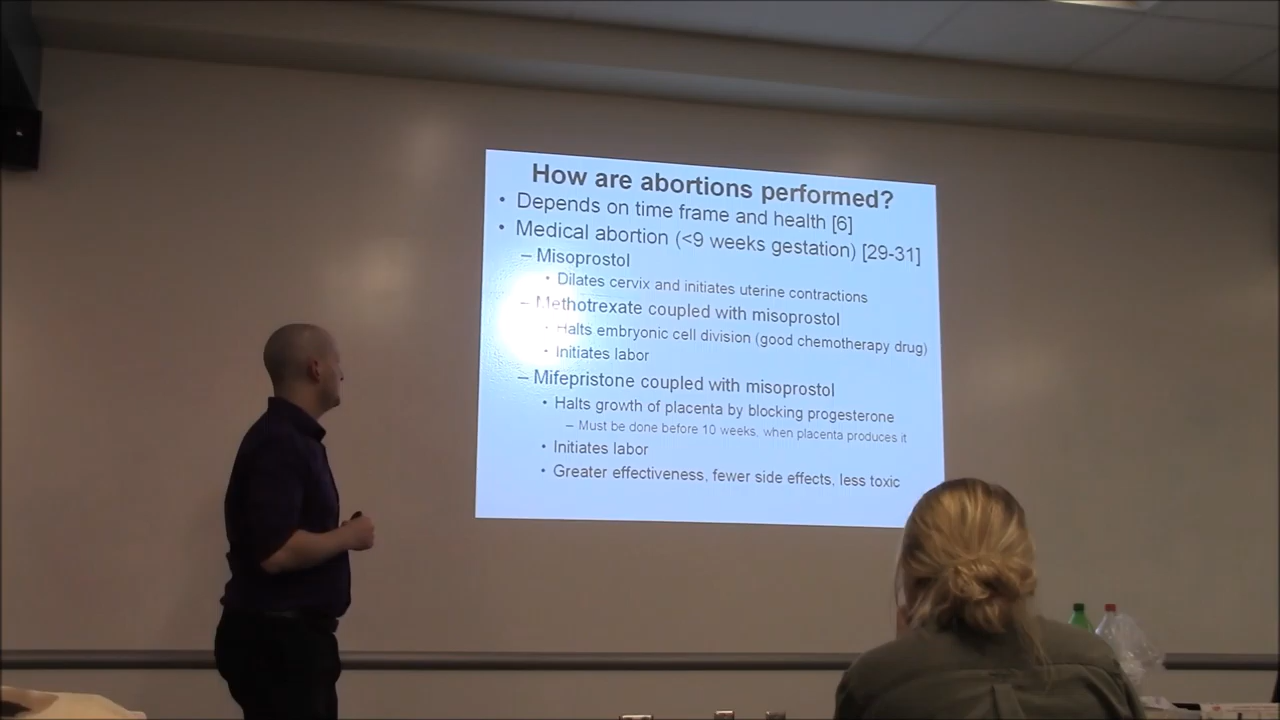 How are abortions performed?
• Depends on time frame and health [6]
• Medical abortion (<9 weeks gestation) [29-31]
– Misoprostol
• Dilates cervix and initiates uterine contractions
– Methotrexate coupled with misoprostol
• Halts embryonic cell division (good chemotherapy drug)
• Initiates labor
– Mifepristone coupled with misoprostol
• Halts growth of placenta by blocking progesterone
– Must be done before 10 weeks, when placenta produces it
• Initiates labor
• Greater effectiveness, fewer side effects, less toxic